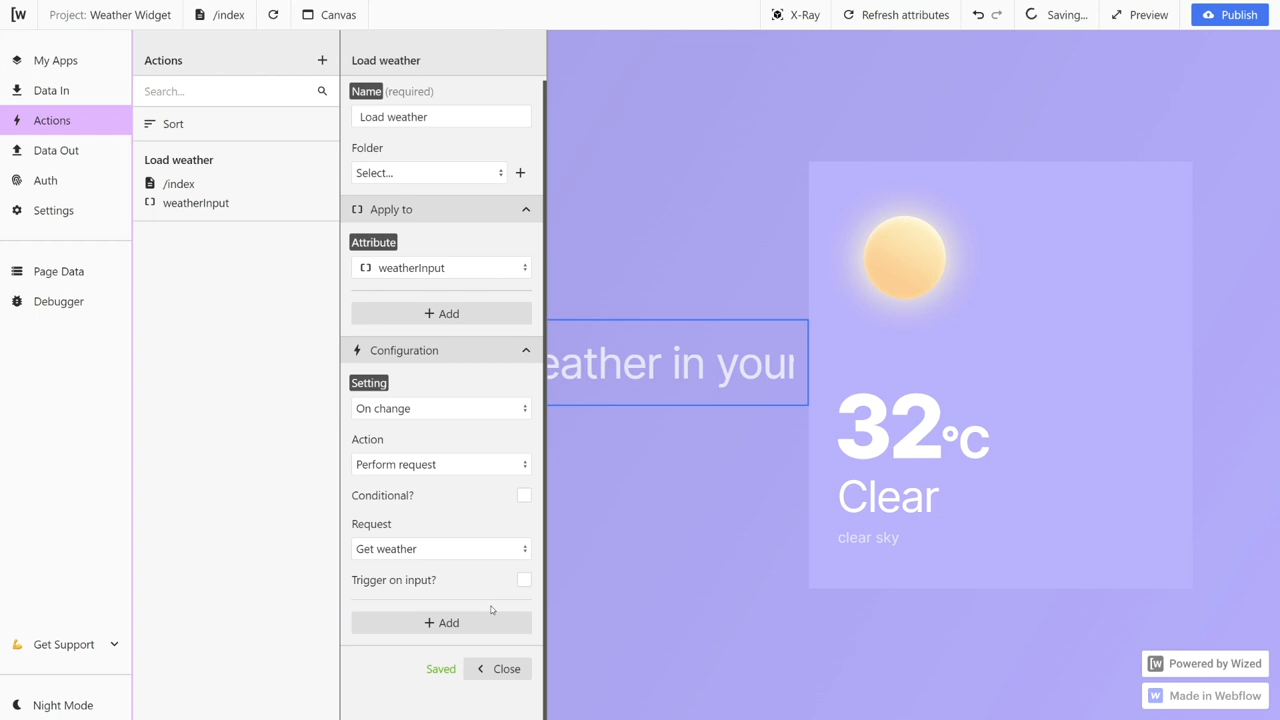 [w Project: Weather Widget /index Canvas X-Ray Refresh attributes Saving... Preview Publish
My Apps
Data In
Actions
Data Out
Auth
Settings
Page Data
Debugger
Get Support
Night Mode
Actions +
Search...
Sort
Load weather
/index
weatherInput
Load weather
Name (required)
Load weather
Folder
Select... +
Apply to
Attribute
weatherInput
+ Add
Configuration
Setting
On change
Action
Perform request
Conditional?
Request
Get weather
Trigger on input?
+ Add
Saved Close
eather in your
32°C
Clear
clear sky
[w Powered by Wized
w Made in Webflow